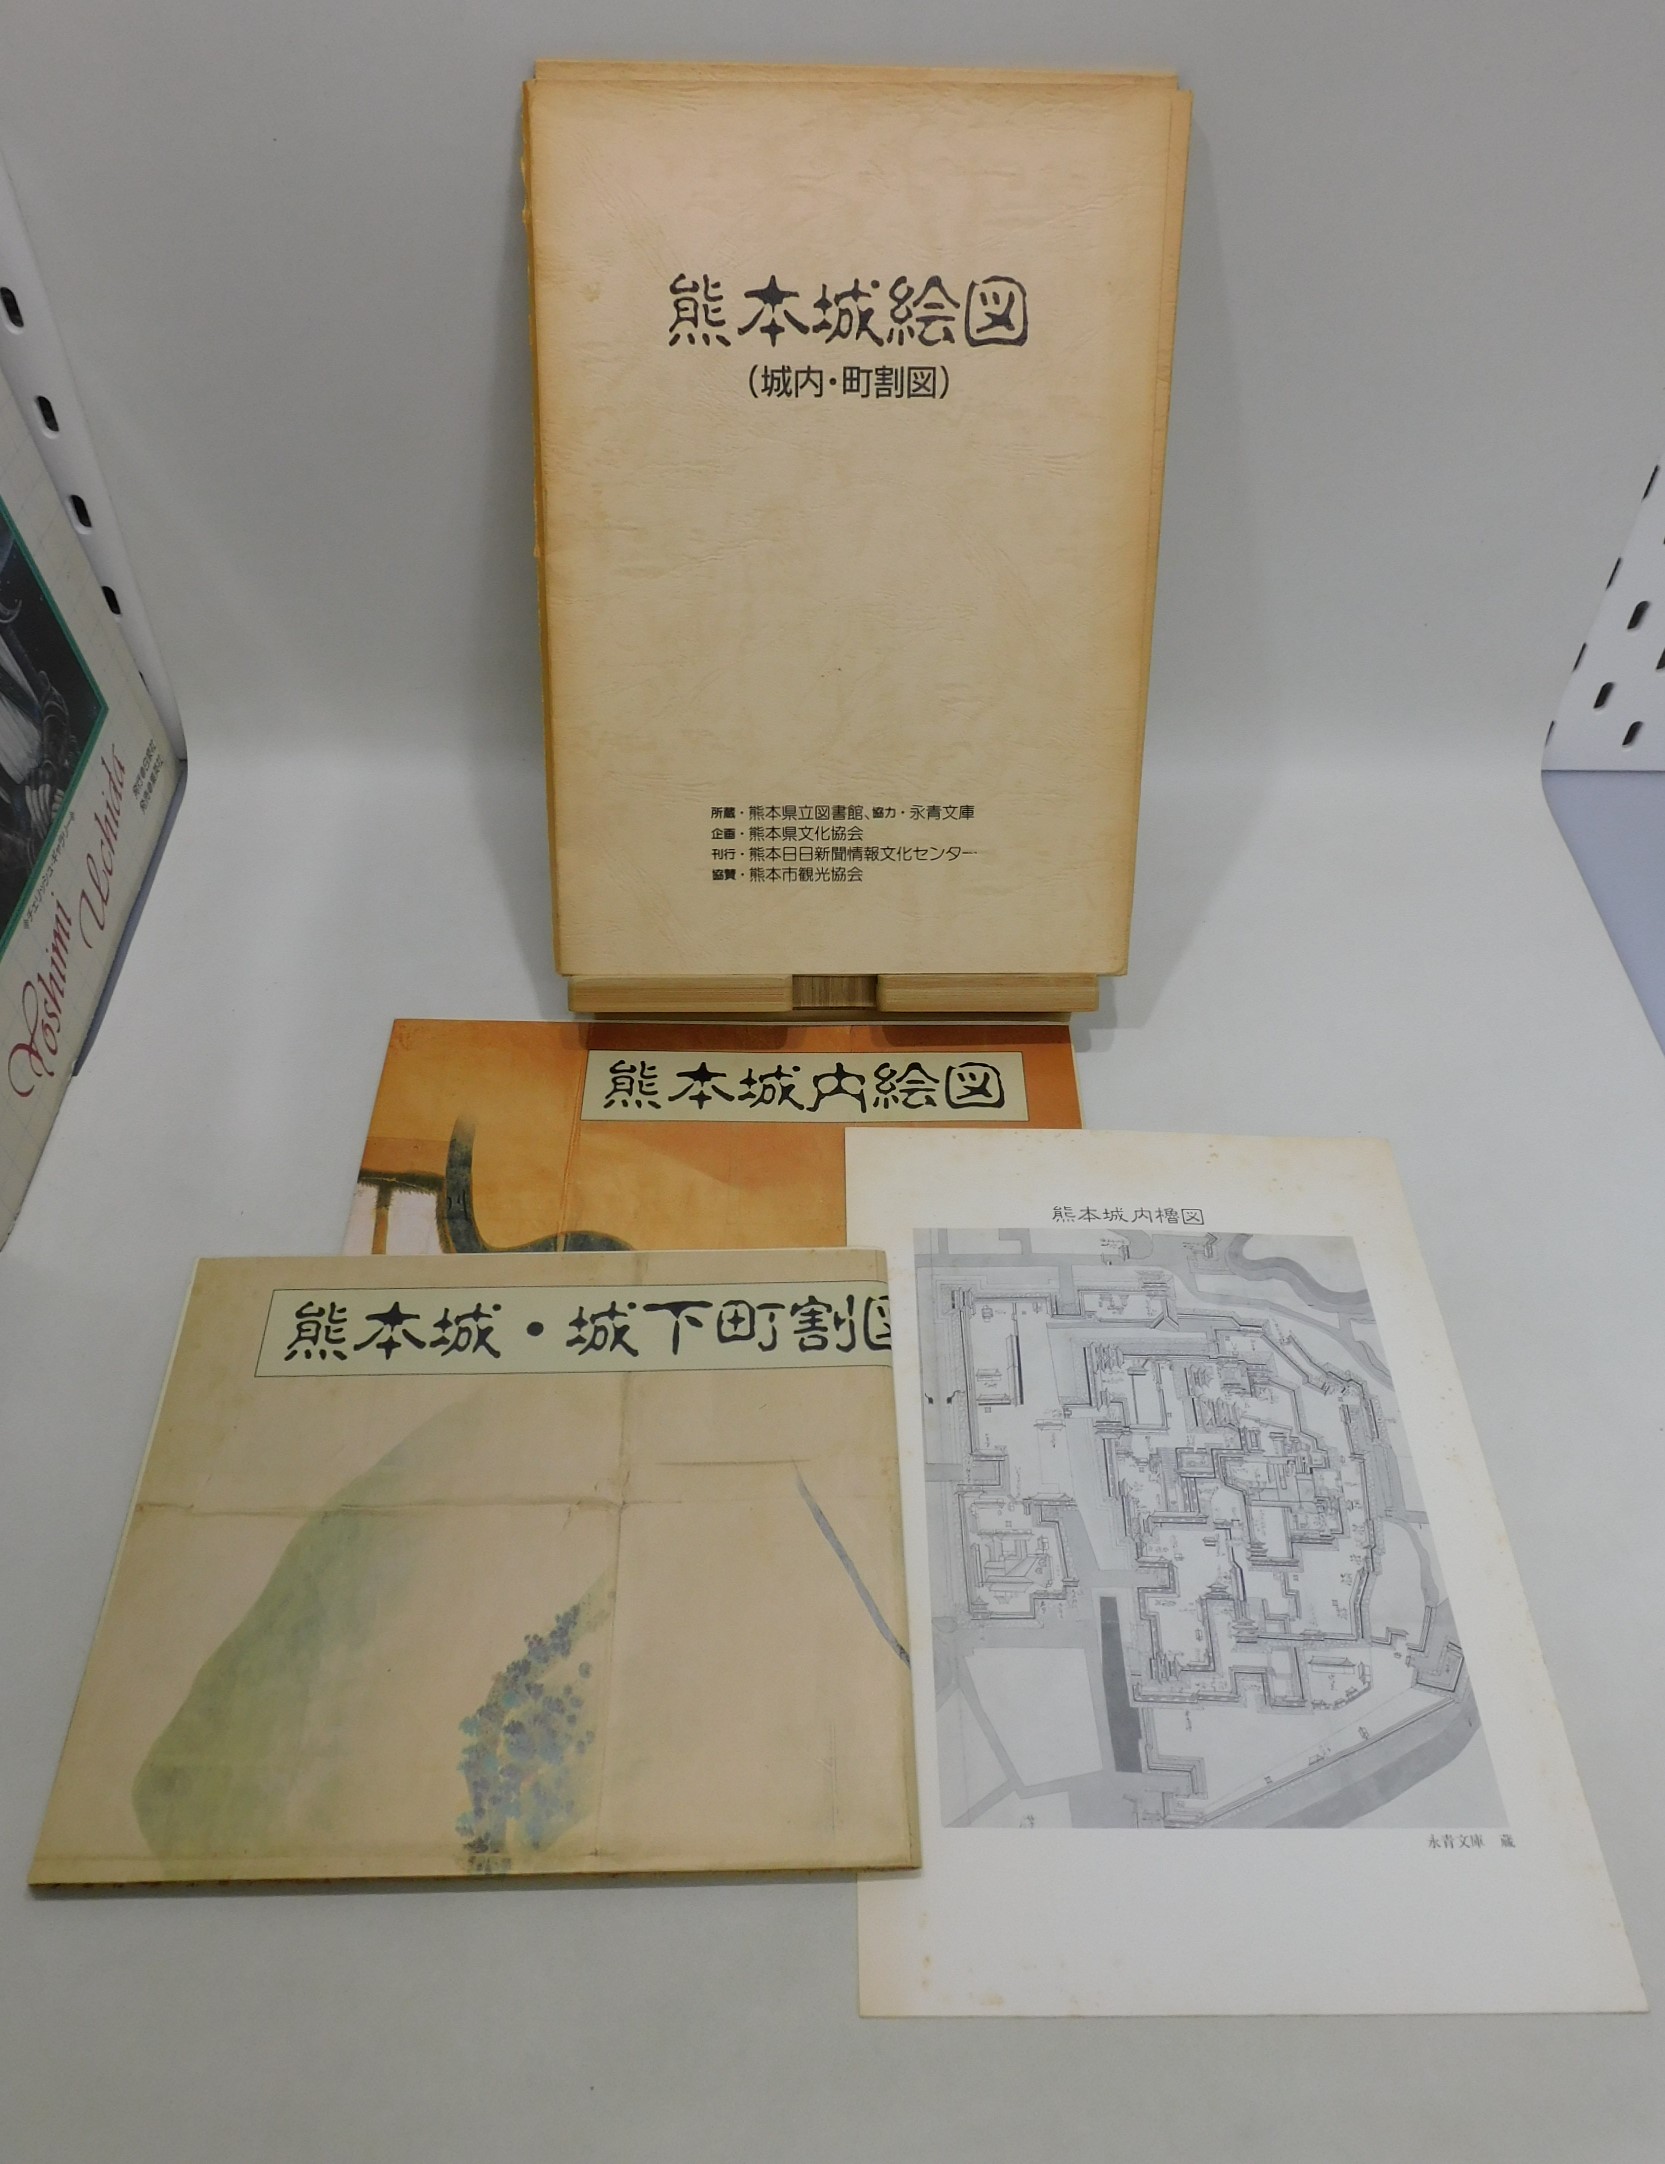 熊本城絵図
(城内・町割図)
所蔵・熊本県立図書館、協力・永青文庫
企画・熊本県文化協会
刊行・熊本日日新聞情報文化センター
協賛・熊本市観光協会
熊本城内絵図
川
熊本城・城下町割図
熊本城内櫓図
永青文庫 蔵
Yoshimi Uchida